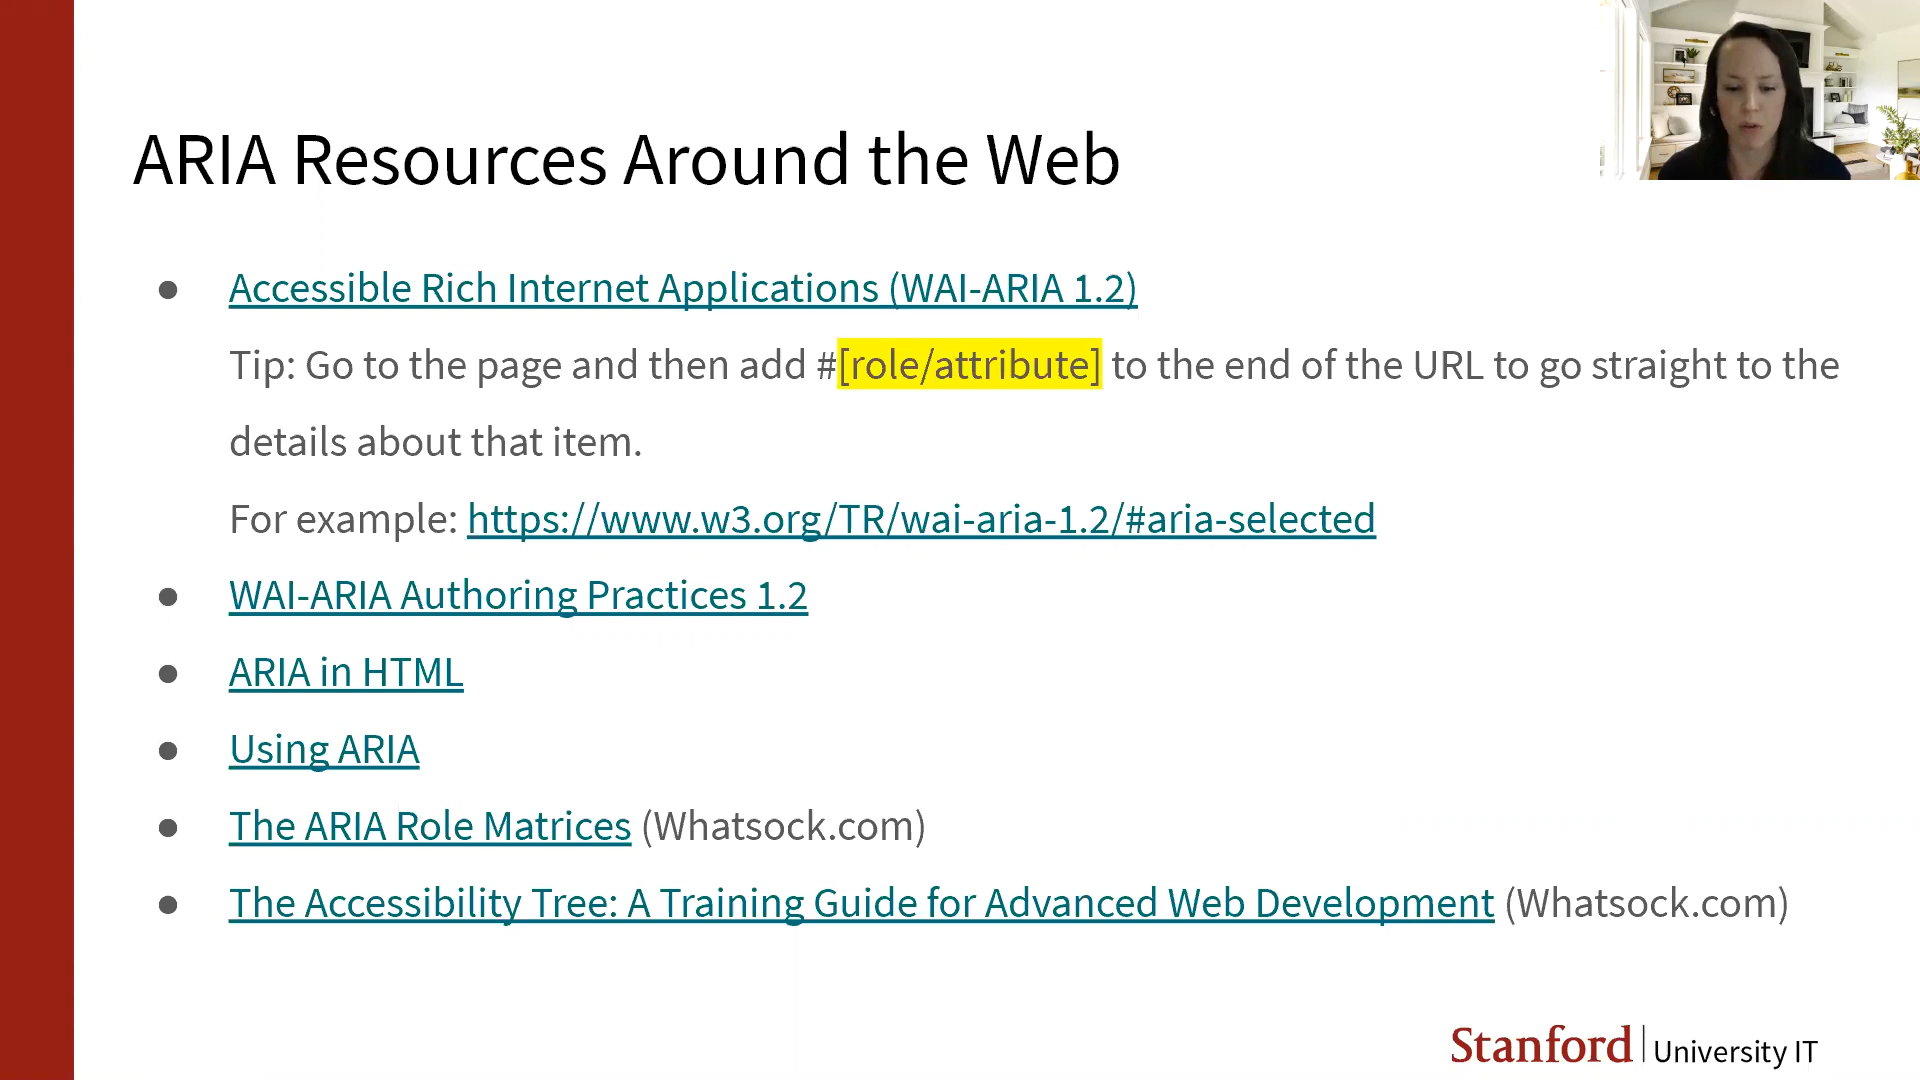 ARIA Resources Around the Web
● Accessible Rich Internet Applications (WAI-ARIA 1.2)
Tip: Go to the page and then add #[role/attribute] to the end of the URL to go straight to the
details about that item.
For example: https://www.w3.org/TR/wai-aria-1.2/#aria-selected
● WAI-ARIA Authoring Practices 1.2
● ARIA in HTML
● Using ARIA
● The ARIA Role Matrices (Whatsock.com)
● The Accessibility Tree: A Training Guide for Advanced Web Development (Whatsock.com)
Stanford | University IT